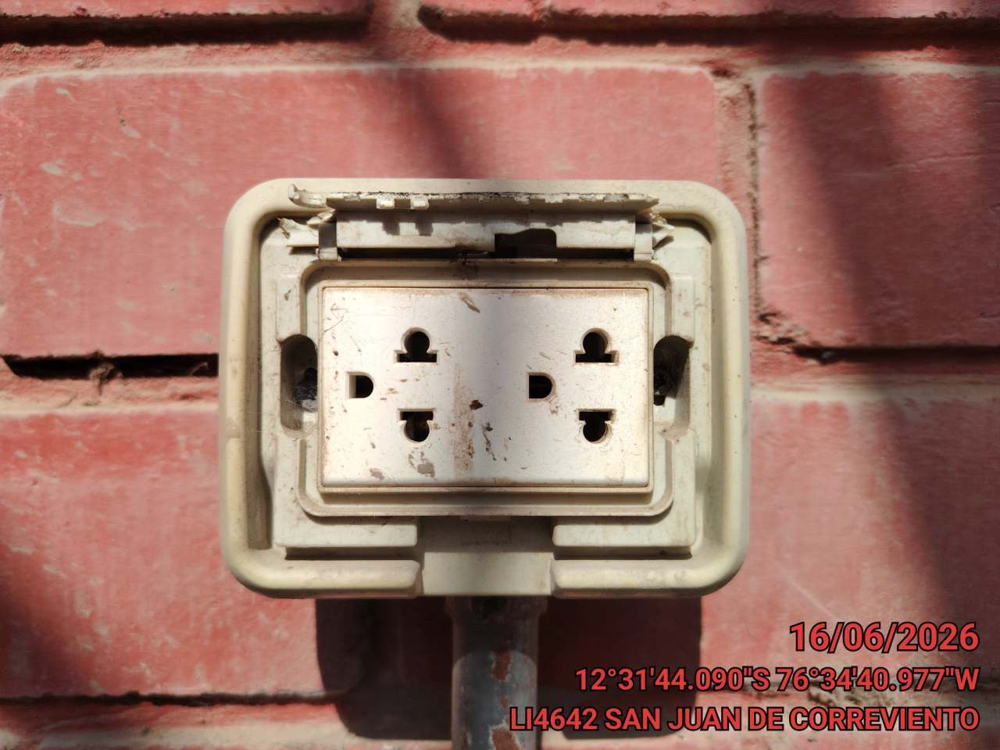 16/06/2026
12°31'44.090"S 76°34'40.977"W
LI4642 SAN JUAN DE CORREVIENTO